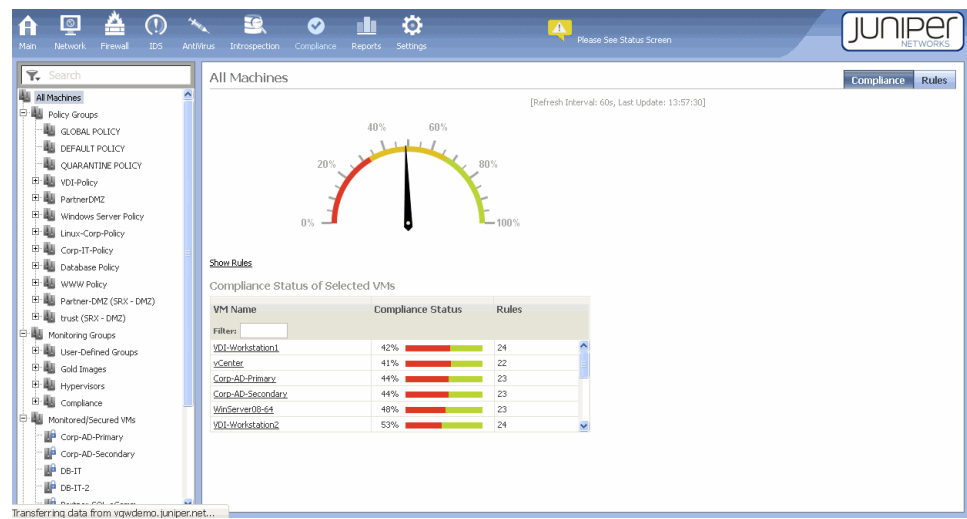 Main Network Firewall IDS AntiVirus Introspection Compliance Reports Settings
Please See Status Screen
JUNIPER
NETWORKS
Search
All Machines
Policy Groups
GLOBAL POLICY
DEFAULT POLICY
QUARANTINE POLICY
VDI-Policy
PartnerDMZ
Windows Server Policy
Linux-Corp-Policy
Corp-IT-Policy
Database Policy
WWW Policy
Partner-DMZ (SRX - DMZ)
trust (SRX - DMZ)
Monitoring Groups
User-Defined Groups
Gold Images
Hypervisors
Compliance
Monitored/Secured VMs
Corp-AD-Primary
Corp-AD-Secondary
DB-IT
DB-IT-2
Transferring data from vgwdemo.juniper.net...
All Machines
Compliance Rules
[Refresh Interval: 60s, Last Update: 13:57:30]
40% 60%
20% 80%
0% 100%
Show Rules
Compliance Status of Selected VMs
VM Name Compliance Status Rules
Filter:
VDI-Workstation1 42% 24
vCenter 41% 22
Corp-AD-Primary 44% 23
Corp-AD-Secondary 44% 23
WinServer08-64 48% 23
VDI-Workstation2 53% 24